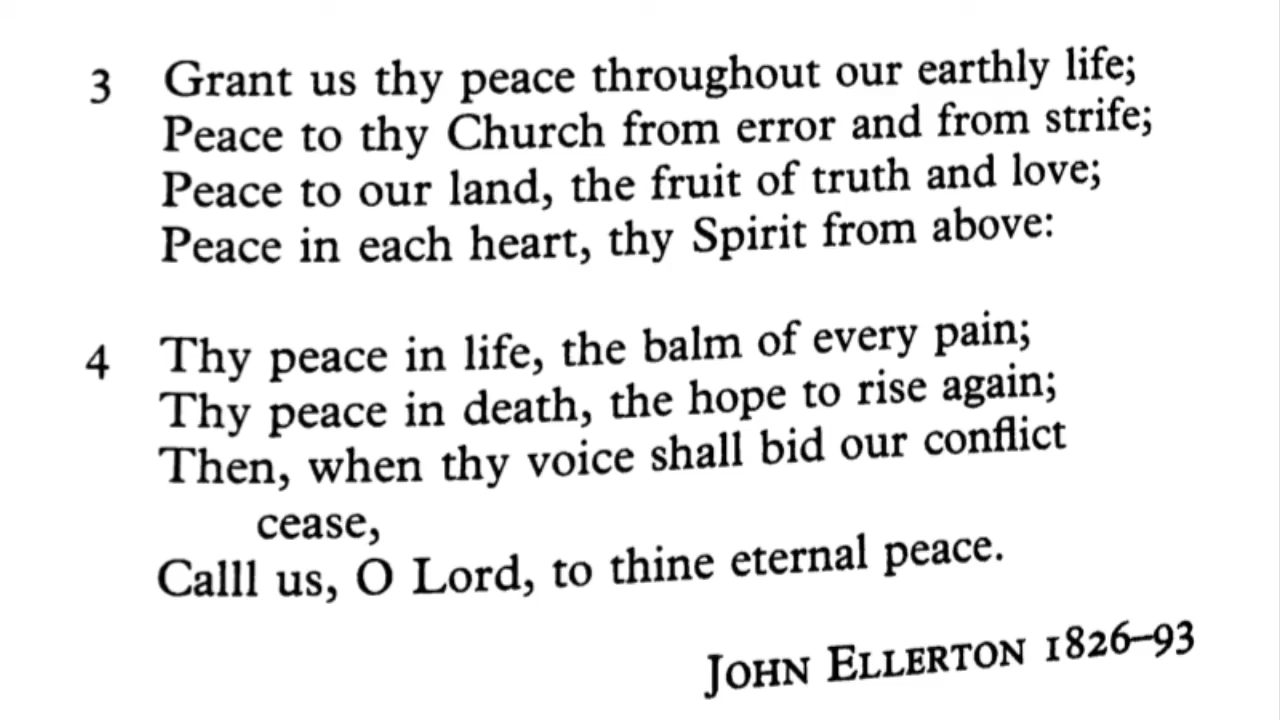 3 Grant us thy peace throughout our earthly life;
Peace to thy Church from error and from strife;
Peace to our land, the fruit of truth and love;
Peace in each heart, thy Spirit from above:
4 Thy peace in life, the balm of every pain;
Thy peace in death, the hope to rise again;
Then, when thy voice shall bid our conflict
cease,
Calll us, O Lord, to thine eternal peace.
JOHN ELLERTON 1826–93